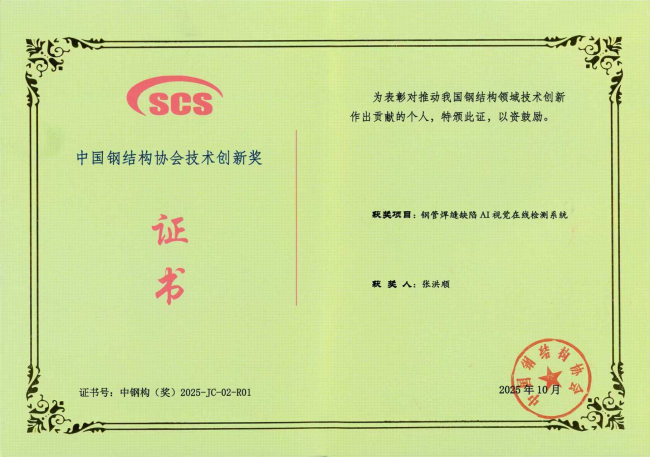 SCS
中国钢结构协会技术创新奖
证
书
证书号：中钢构（奖）2025-JC-02-R01
为表彰对推动我国钢结构领域技术创新
作出贡献的个人，特颁此证，以资鼓励。
获奖项目：钢管焊缝缺陷AI视觉在线检测系统
获 奖 人：张洪顺
中国钢结构协会
2025年10月